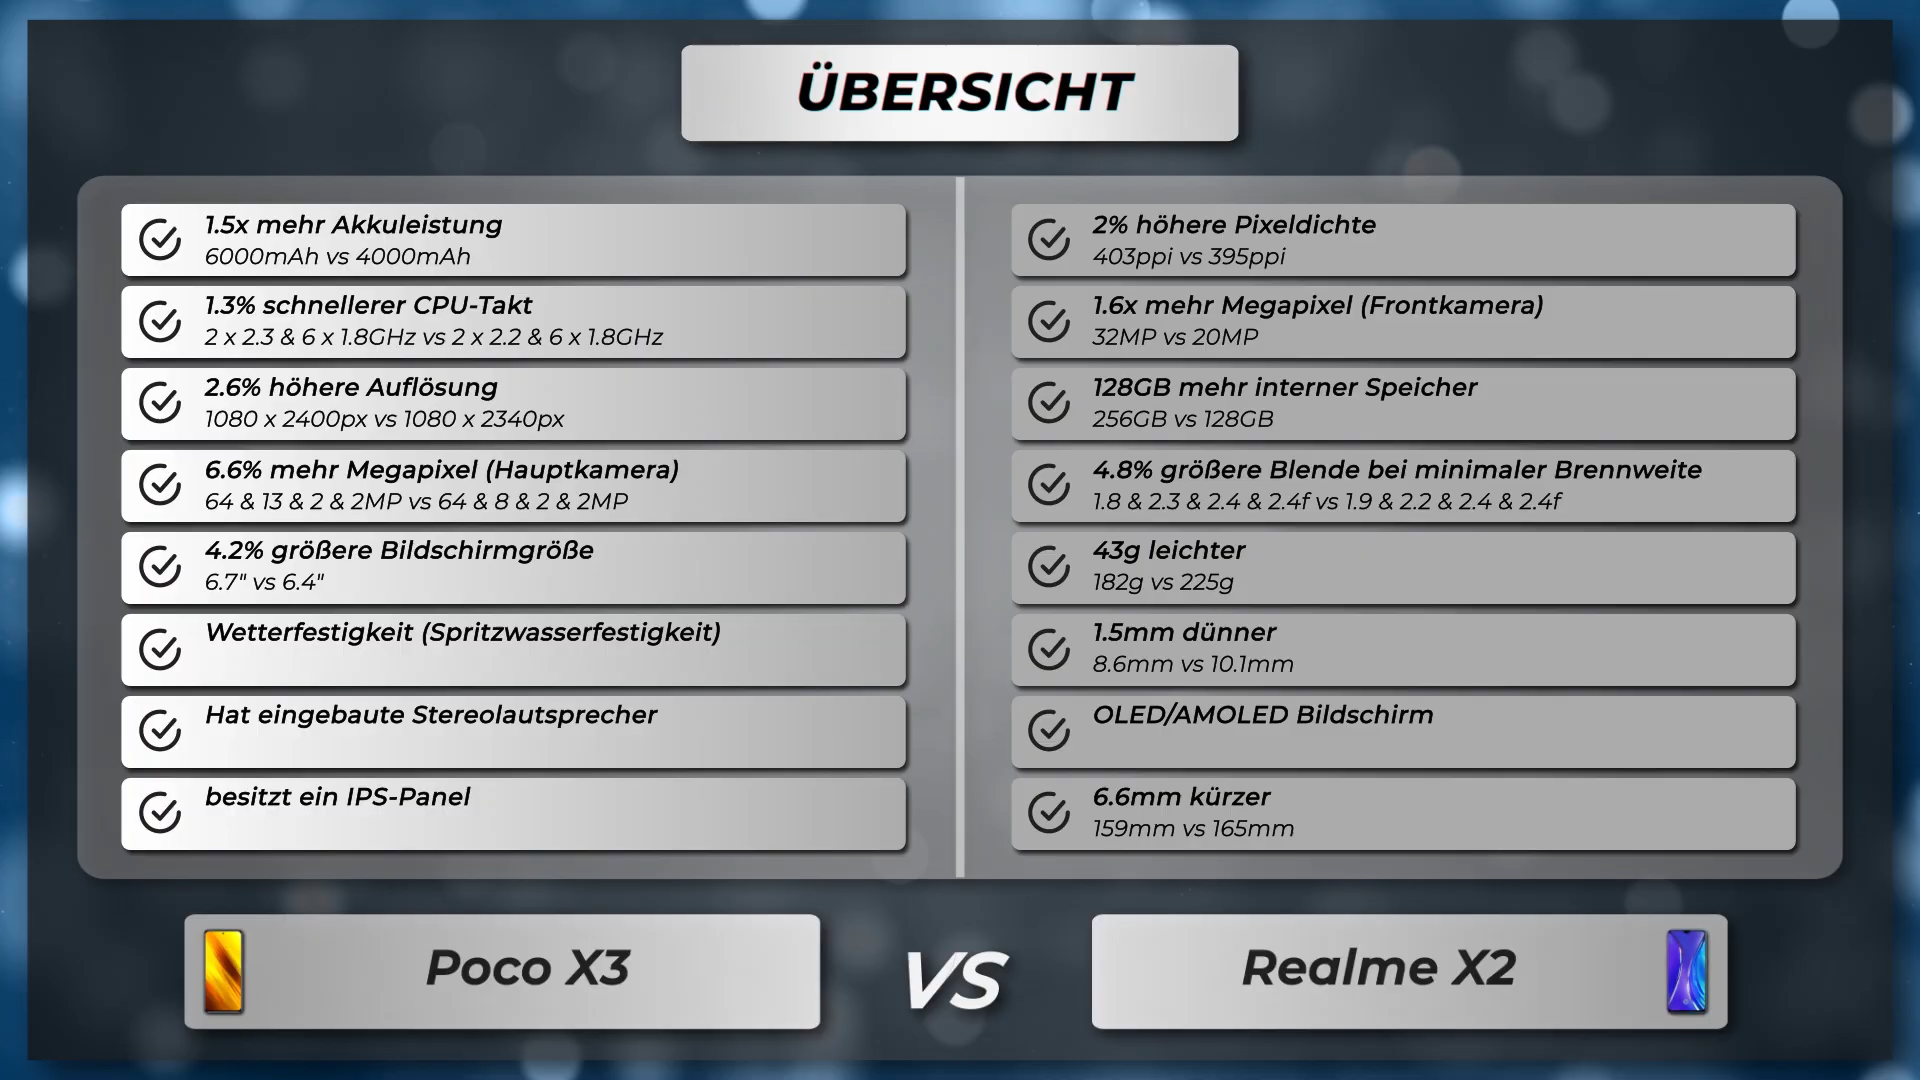 ÜBERSICHT
1.5x mehr Akkuleistung
6000mAh vs 4000mAh
1.3% schnellerer CPU-Takt
2 x 2.3 & 6 x 1.8GHz vs 2 x 2.2 & 6 x 1.8GHz
2.6% höhere Auflösung
1080 x 2400px vs 1080 x 2340px
6.6% mehr Megapixel (Hauptkamera)
64 & 13 & 2 & 2MP vs 64 & 8 & 2 & 2MP
4.2% größere Bildschirmgröße
6.7" vs 6.4"
Wetterfestigkeit (Spritzwasserfestigkeit)
Hat eingebaute Stereolautsprecher
besitzt ein IPS-Panel
2% höhere Pixeldichte
403ppi vs 395ppi
1.6x mehr Megapixel (Frontkamera)
32MP vs 20MP
128GB mehr interner Speicher
256GB vs 128GB
4.8% größere Blende bei minimaler Brennweite
1.8 & 2.3 & 2.4 & 2.4f vs 1.9 & 2.2 & 2.4 & 2.4f
43g leichter
182g vs 225g
1.5mm dünner
8.6mm vs 10.1mm
OLED/AMOLED Bildschirm
6.6mm kürzer
159mm vs 165mm
Poco X3
VS
Realme X2